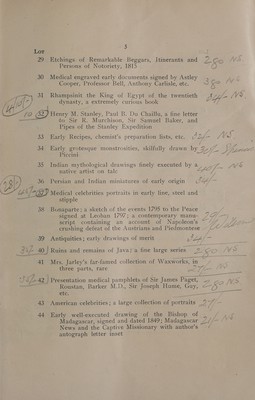 3
Lot
29 Etchings of Remarkable Beggars, Itinerants and
Persons of Notoriety, 1815
30 Medical engraved early documents signed by Astley
Cooper, Professor Bell, Anthony Carlisle, etc.
31 Rhampsinit the King of Egypt of the twentieth
dynasty, a extremely curious book
32 Henry M. Stanley, Paul B. Du Chaillu, a fine letter
to Sir R. Murchison, Sir Samuel Baker, and
Pipes of the Stanley Expedition
33 Early Recipes, chemist's preparation lists, etc.
34 Early grotesque monstrosities, skilfully drawn by
Piccini
35 Indian mythological drawings finely executed by a
native artist on talc
36 Persian and Indian miniatures of early origin
37 Medical celebrities portraits in early line, steel and
stipple
38 Bonaparte: a sketch of the events 1798 to the Peace
signed at Leoban 1797; a contemporary manu-
script containing an account of Napoleon's
crushing defeat of the Austrians and Piedmontese
39 Antiquities; early drawings of merit
40 Ruins and remains of Java: a fine large series
41 Mrs. Jarley's far-famed collection of Waxworks, in
three parts, rare
42 Presentation medical pamphlets of Sir James Paget,
Roustan, Barker M.D., Sir Joseph Home, Guy,
etc.
43 American celebrities; a large collection of portraits
44 Early well-executed drawing of the Bishop of
Madagascar, signed and dated 1849; Madagascar
News and the Captive Missionary with author's
autograph letter inset